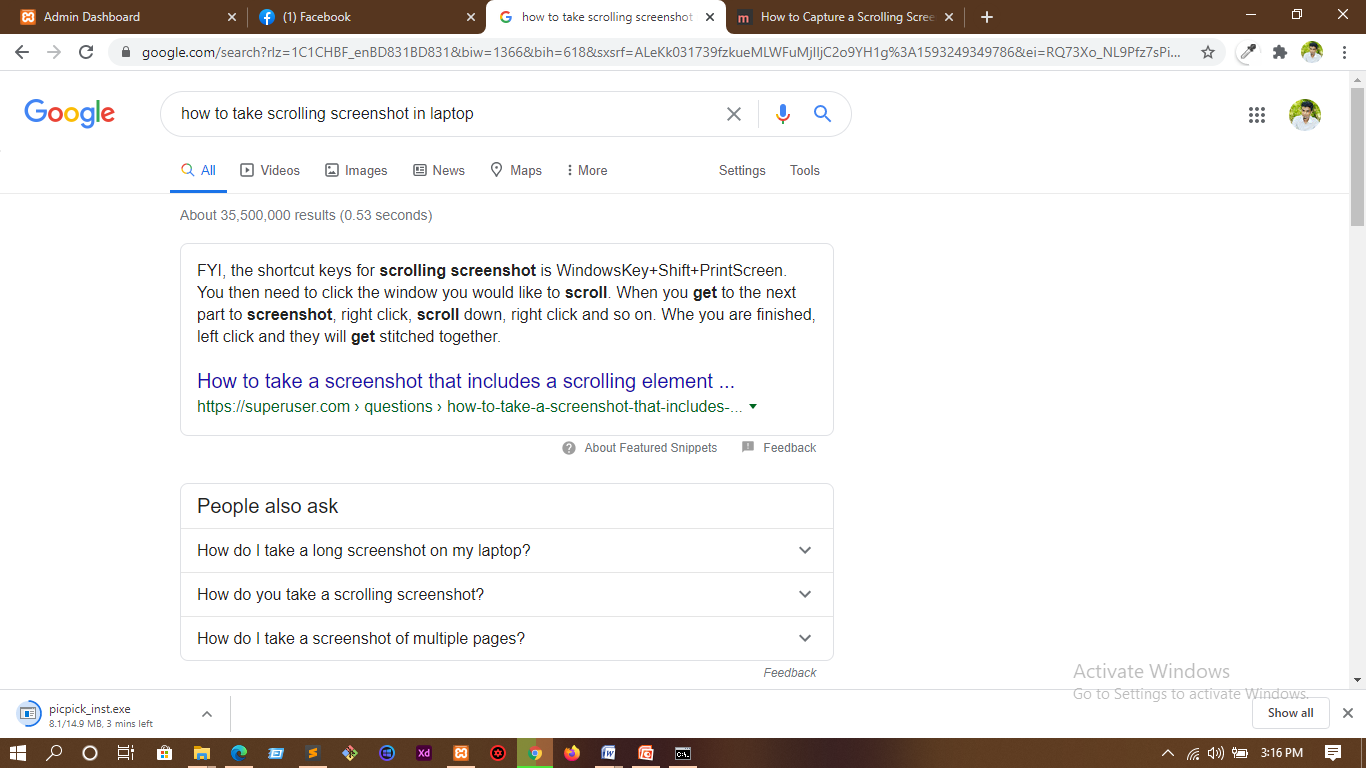 Admin Dashboard
(1) Facebook
how to take scrolling screenshot
How to Capture a Scrolling Scree
google.com/search?rlz=1C1CHBF_enBD831BD831&biw=1366&bih=618&sxsrf=ALeKk031739fzkueMLWFuMjlIjC2o9YH1g%3A1593249349786&ei=RQ73Xo_NL9Pfz7sPi...
Google
how to take scrolling screenshot in laptop
All
Videos
Images
News
Maps
More
Settings
Tools
About 35,500,000 results (0.53 seconds)
FYI, the shortcut keys for scrolling screenshot is WindowsKey+Shift+PrintScreen.
You then need to click the window you would like to scroll. When you get to the next
part to screenshot, right click, scroll down, right click and so on. Whe you are finished,
left click and they will get stitched together.
How to take a screenshot that includes a scrolling element ...
https://superuser.com › questions › how-to-take-a-screenshot-that-includes-...
About Featured Snippets
Feedback
People also ask
How do I take a long screenshot on my laptop?
How do you take a scrolling screenshot?
How do I take a screenshot of multiple pages?
Feedback
Activate Windows
Go to Settings to activate Windows.
picpick_inst.exe
8.1/14.9 MB, 3 mins left
Show all
Xd
3:16 PM